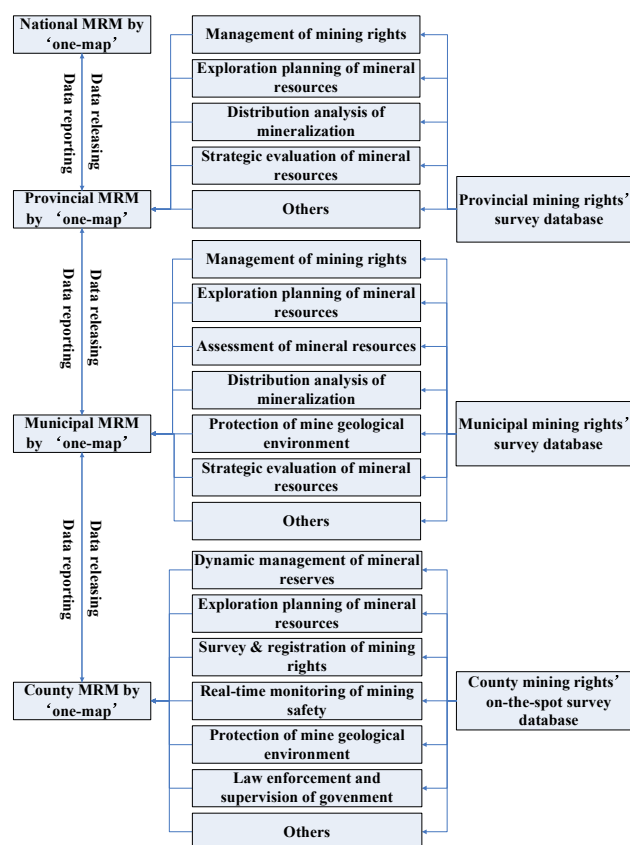 National MRM by
‘one-map’
Data reporting
Data releasing
Provincial MRM
by ‘one-map’
Management of mining rights
Exploration planning of mineral
resources
Distribution analysis of
mineralization
Strategic evaluation of mineral
resources
Others
Provincial mining rights’
survey database
Data reporting
Data releasing
Municipal MRM
by ‘one-map’
Management of mining rights
Exploration planning of mineral
resources
Assessment of mineral resources
Distribution analysis of
mineralization
Protection of mine geological
environment
Strategic evaluation of mineral
resources
Others
Municipal mining rights’
survey database
Data reporting
Data releasing
County MRM by
‘one-map’
Dynamic management of mineral
reserves
Exploration planning of mineral
resources
Survey & registration of mining
rights
Real-time monitoring of mining
safety
Protection of mine geological
environment
Law enforcement and
supervision of govenment
Others
County mining rights’
on-the-spot survey
database